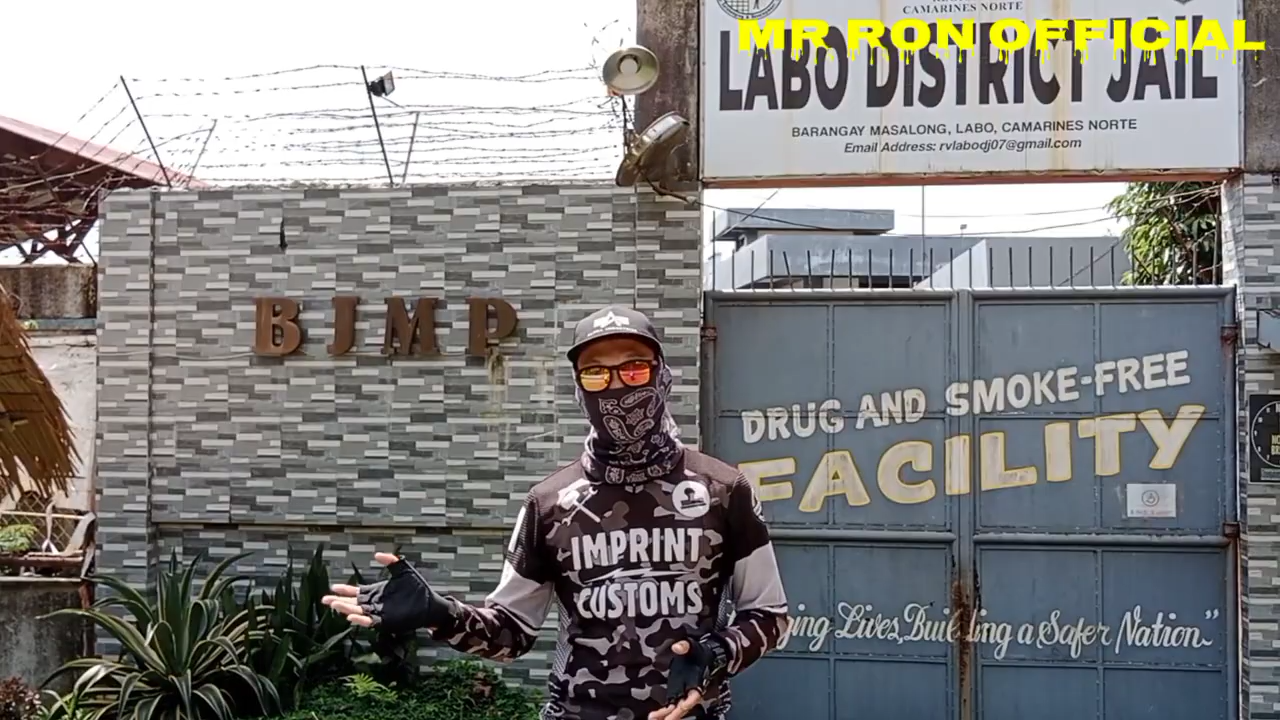 CAMARINES NORTE
MR RON OFFICIAL
LABO DISTRICT JAIL
BARANGAY MASALONG, LABO, CAMARINES NORTE
Email Address: rvlabodj07@gmail.com
BJMP
DRUG AND SMOKE-FREE
FACILITY
IMPRINT
CUSTOMS
Lives, Building a Safer Nation."